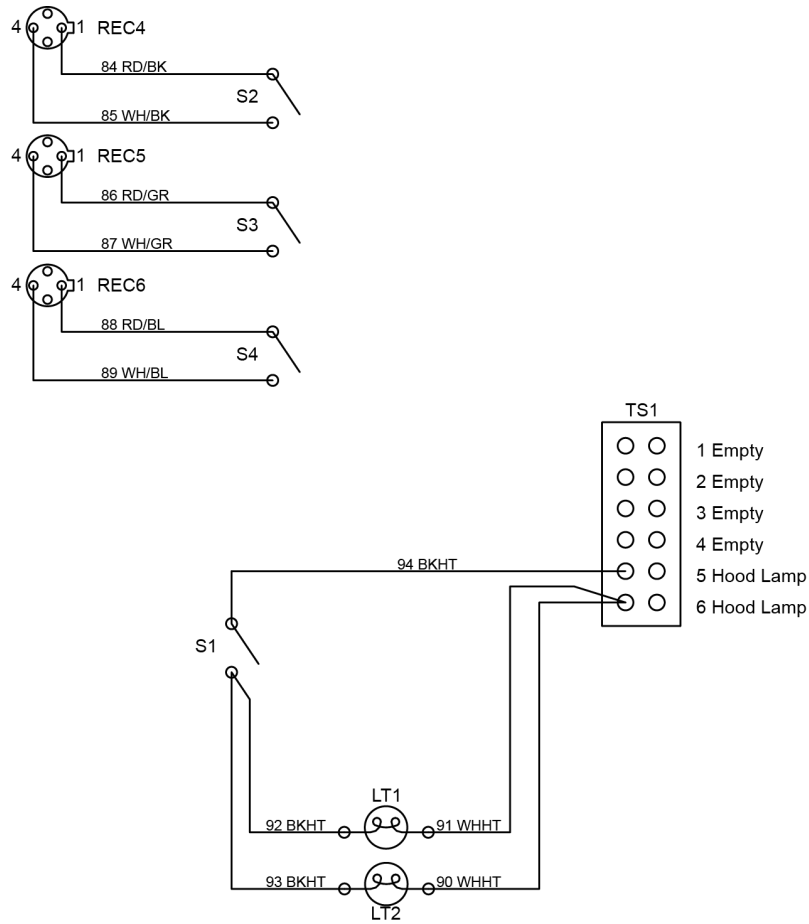 4 1 REC4
84 RD/BK
S2
85 WH/BK
4 1 REC5
86 RD/GR
S3
87 WH/GR
4 1 REC6
88 RD/BL
S4
89 WH/BL
TS1
1 Empty
2 Empty
3 Empty
4 Empty
94 BKHT
5 Hood Lamp
6 Hood Lamp
S1
LT1
92 BKHT 91 WHHT
93 BKHT 90 WHHT
LT2